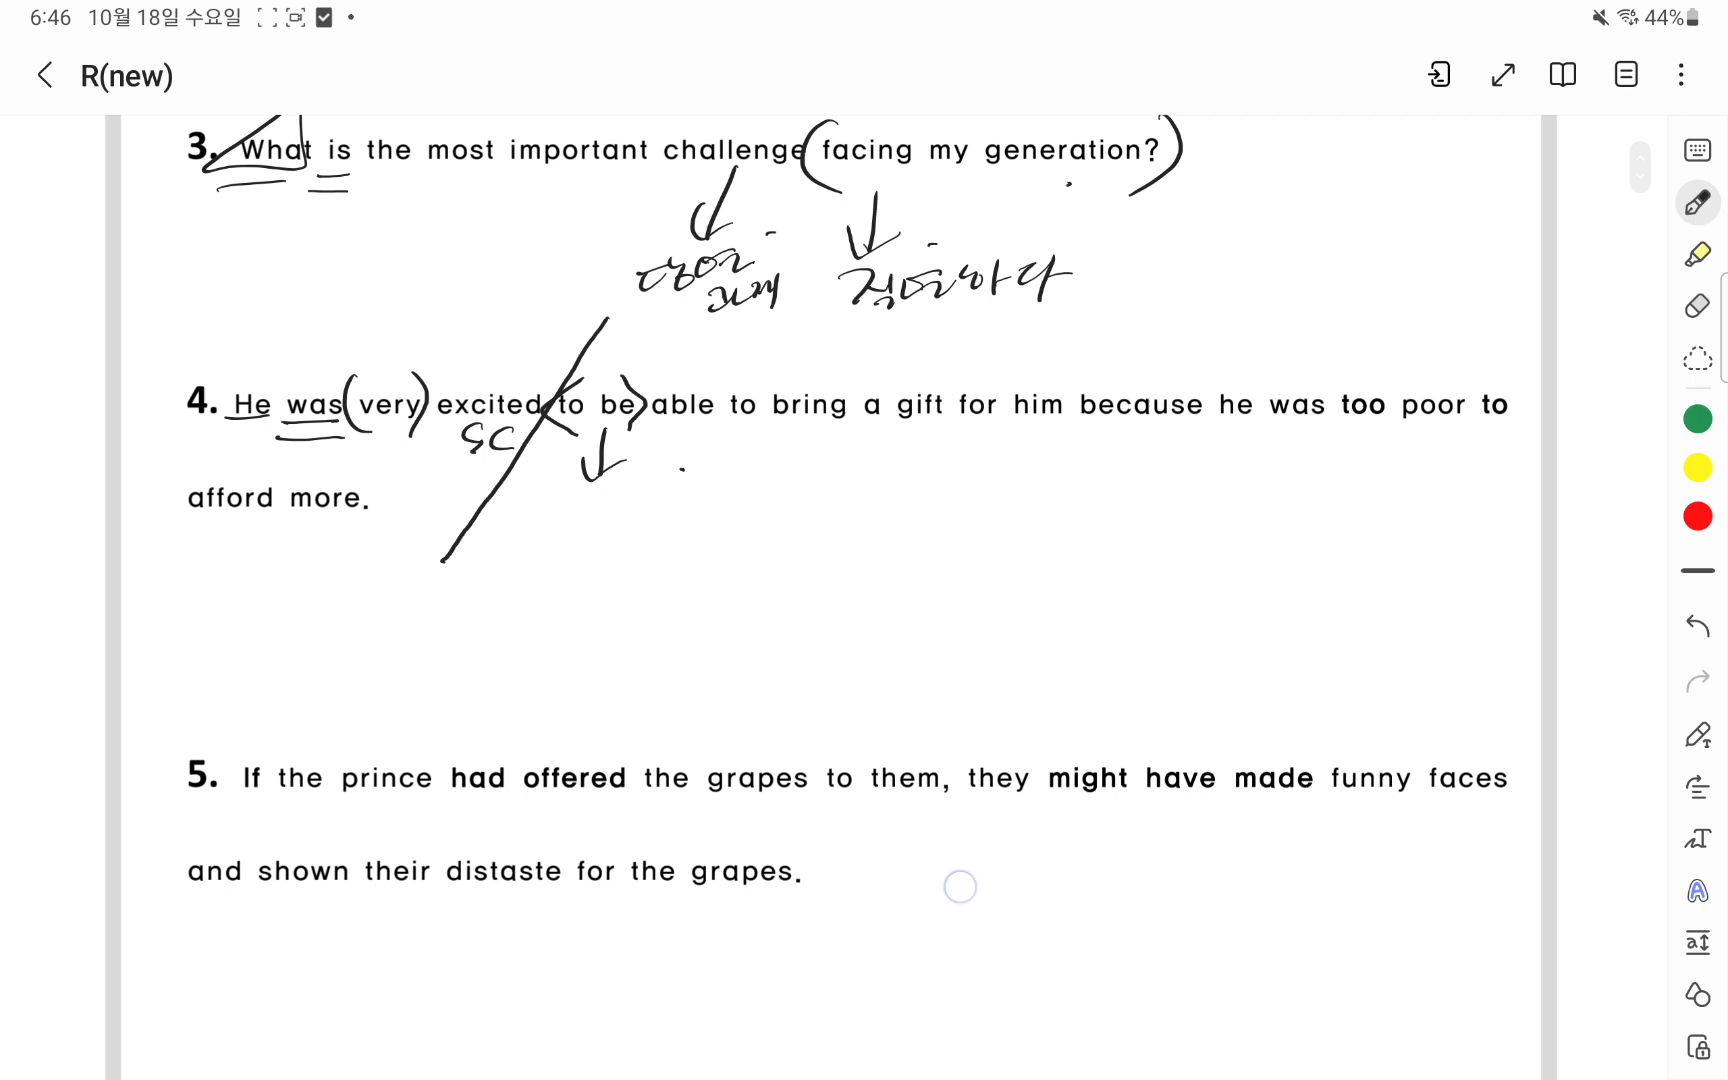 6:46 10월 18일 수요일
44%
R(new)
3. What is the most important challenge facing my generation?
당면
과제
직면하다
4. He was very excited to be able to bring a gift for him because he was too poor to
SC
afford more.
5. If the prince had offered the grapes to them, they might have made funny faces
and shown their distaste for the grapes.